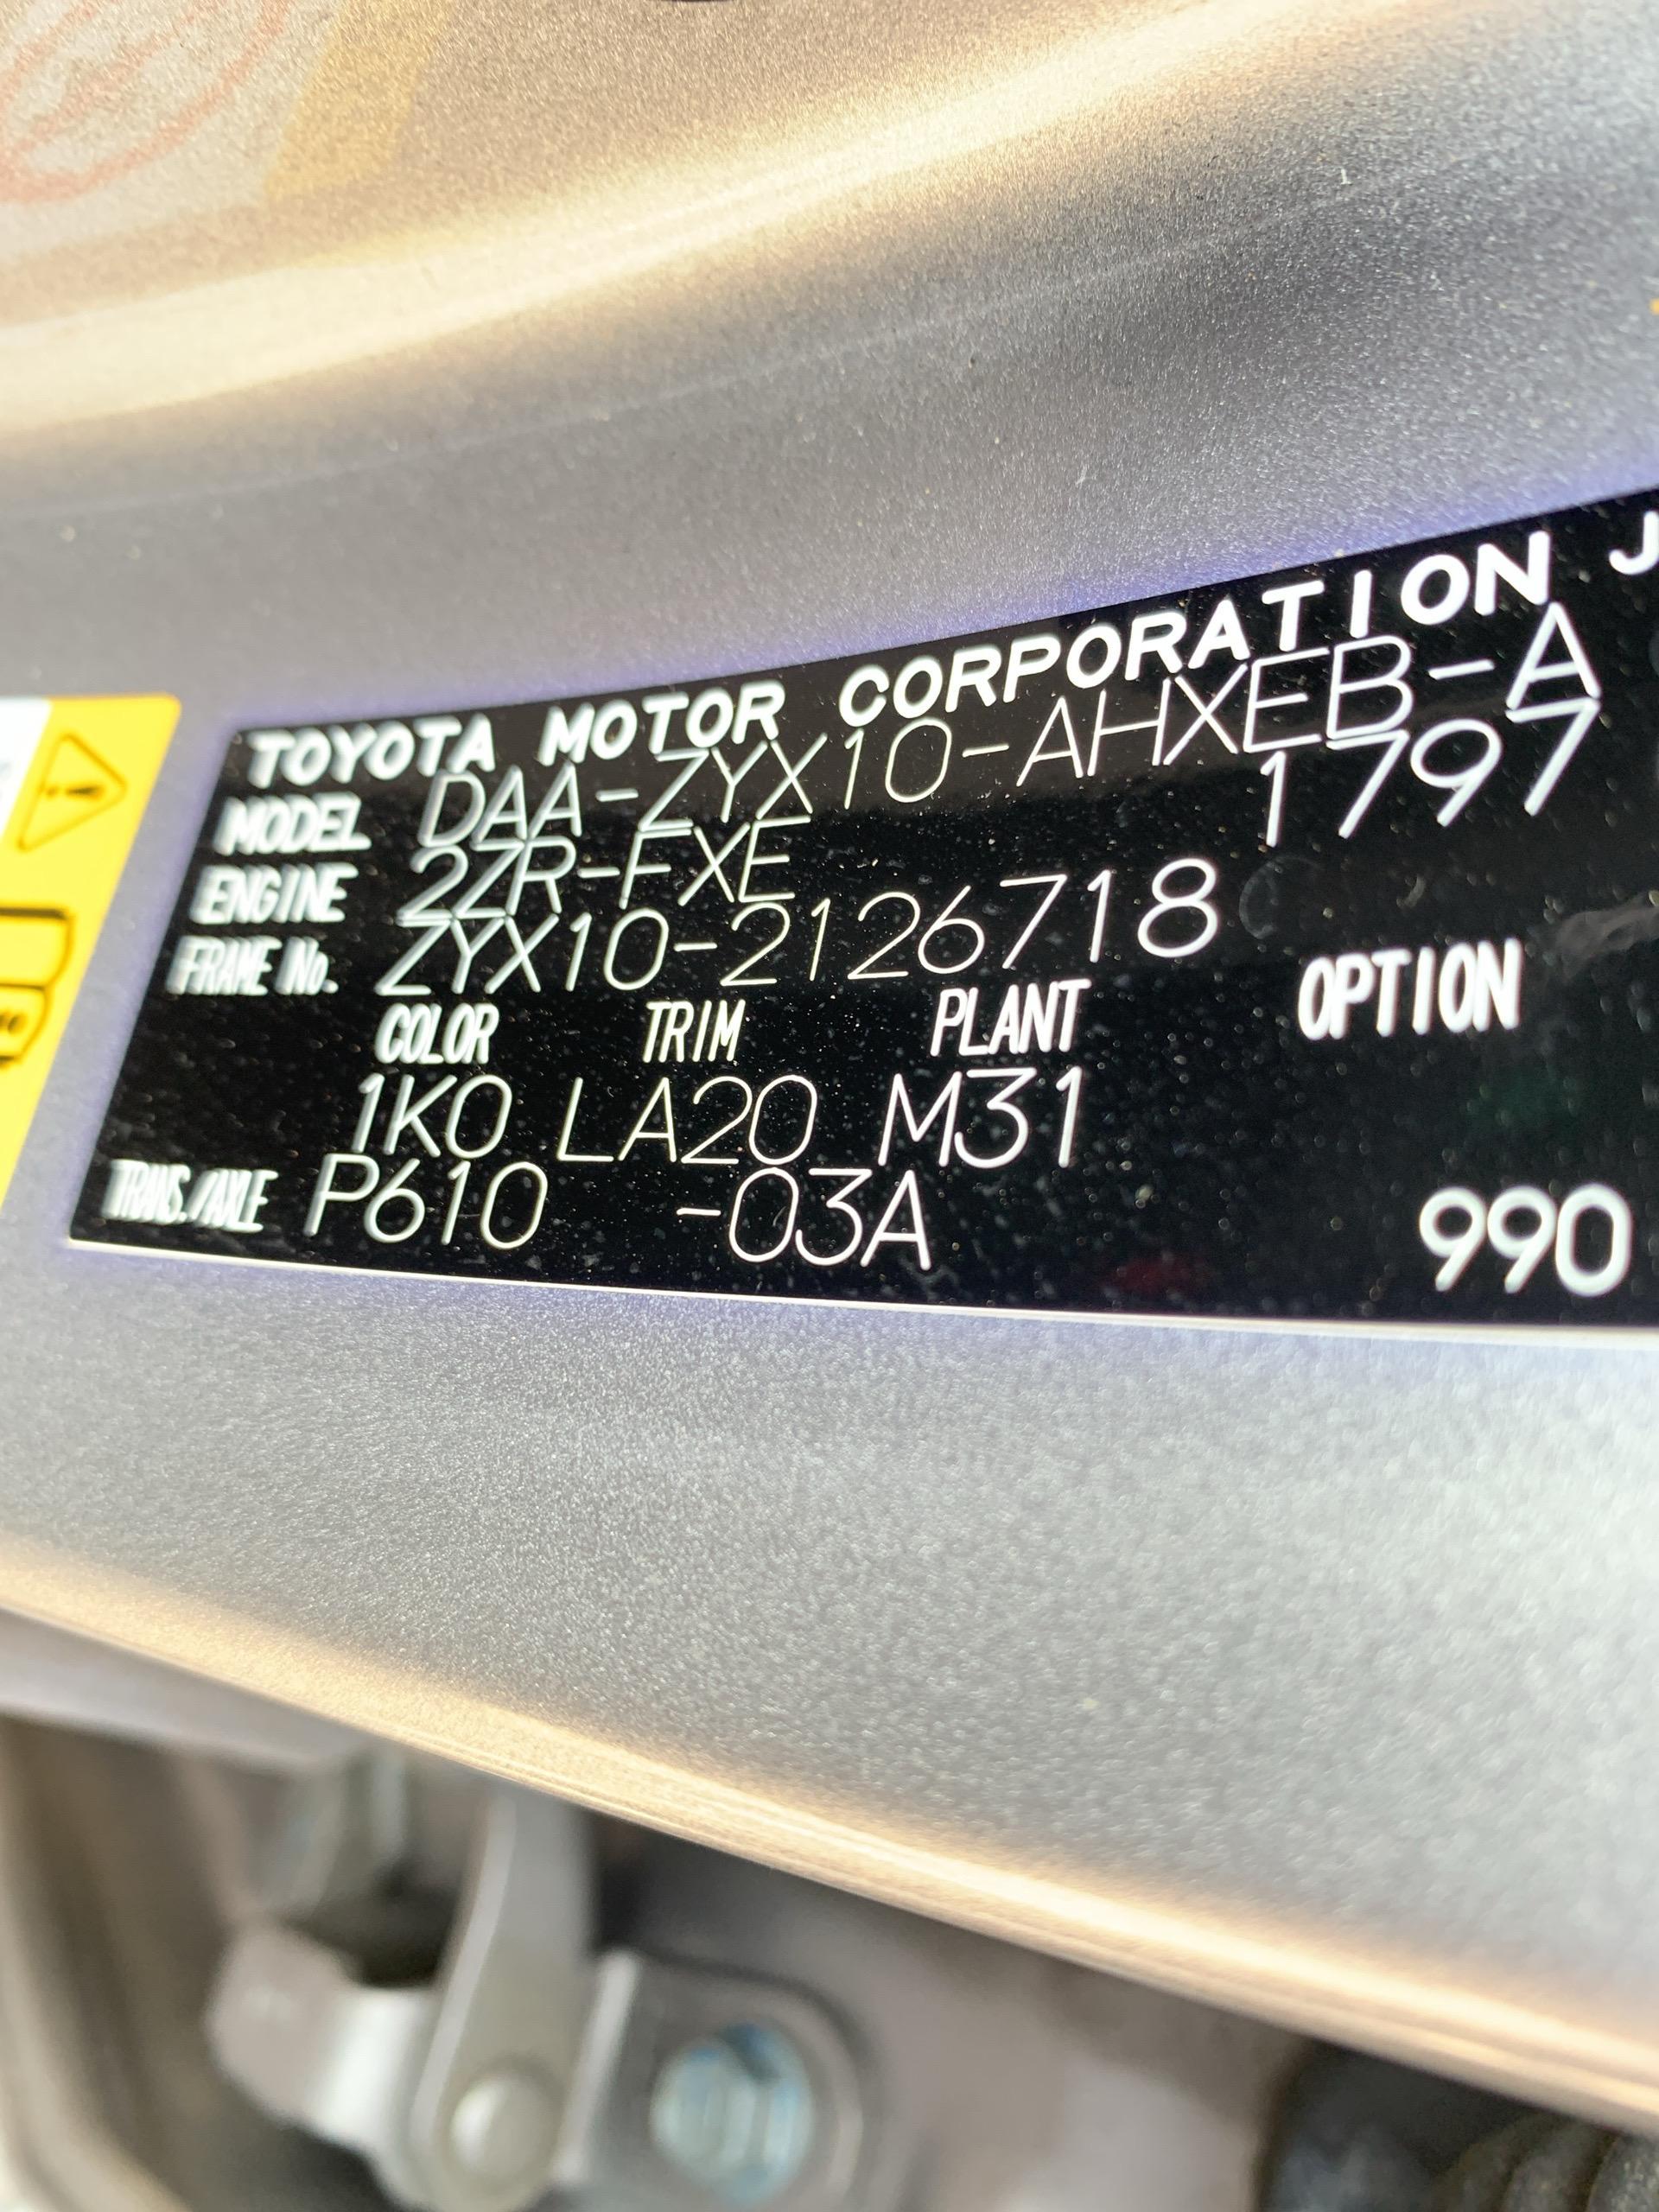 TOYOTA MOTOR CORPORATION J
MODEL DAA-ZYX10-AHXEB-A
ENGINE 2ZR-FXE 1797
FRAME No. ZYX10-2126718
COLOR TRIM PLANT OPTION
1K0 LA20 M31
TRANS./AXLE P610 -03A 990